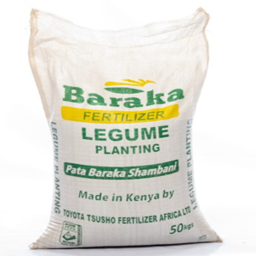 Baraka
FERTILIZER
LEGUME
PLANTING
Pata Baraka Shambani
Made in Kenya by
TOYOTA TSUSHO FERTILIZER AFRICA LTD
50kgs
LEGUME PLANTING
LEGUME PLANTING